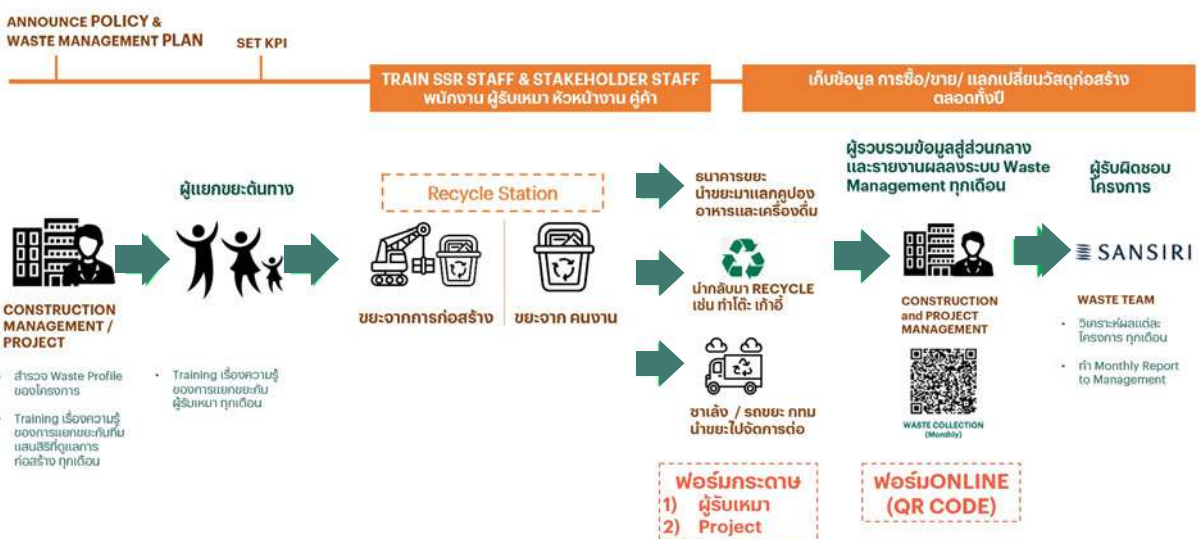 ANNOUNCE POLICY &
WASTE MANAGEMENT PLAN
SET KPI
TRAIN SSR STAFF & STAKEHOLDER STAFF
พนักงาน ผู้รับเหมา หัวหน้างาน คู่ค้า
เก็บข้อมูล การซื้อ/ขาย/ แลกเปลี่ยนวัสดุก่อสร้าง
ตลอดทั้งปี
CONSTRUCTION
MANAGEMENT /
PROJECT
สำรวจ Waste Profile
ของโครงการ
Training เรื่องความรู้
ของการแยกขยะกับทีม
แสนสิริที่ดูแลการ
ก่อสร้าง ทุกเดือน
ผู้แยกขยะต้นทาง
• Training เรื่องความรู้
ของการแยกขยะกับ
ผู้รับเหมา ทุกเดือน
Recycle Station
ขยะจากการก่อสร้าง
ขยะจาก คนงาน
ธนาคารขยะ
นำขยะมาแลกคูปอง
อาหารและเครื่องดื่ม
นำกลับมา RECYCLE
เช่น ทำโต๊ะ เก้าอี่
ซาเล้ง / รถขยะ กทม
นำขยะไปจัดการต่อ
ฟอร์มกระดาษ
1) ผู้รับเหมา
2) Project
ผู้รวบรวมข้อมูลสู่ส่วนกลาง
และรายงานผลลงระบบ Waste
Management ทุกเดือน
CONSTRUCTION
and PROJECT
MANAGEMENT
WASTE COLLECTION
(Monthly)
ฟอร์มONLINE
(QR CODE)
ผู้รับผิดชอบ
โครงการ
SANSIRI
WASTE TEAM
• วิเคราะห์ผลแต่ละ
โครงการ ทุกเดือน
• ทำ Monthly Report
to Management